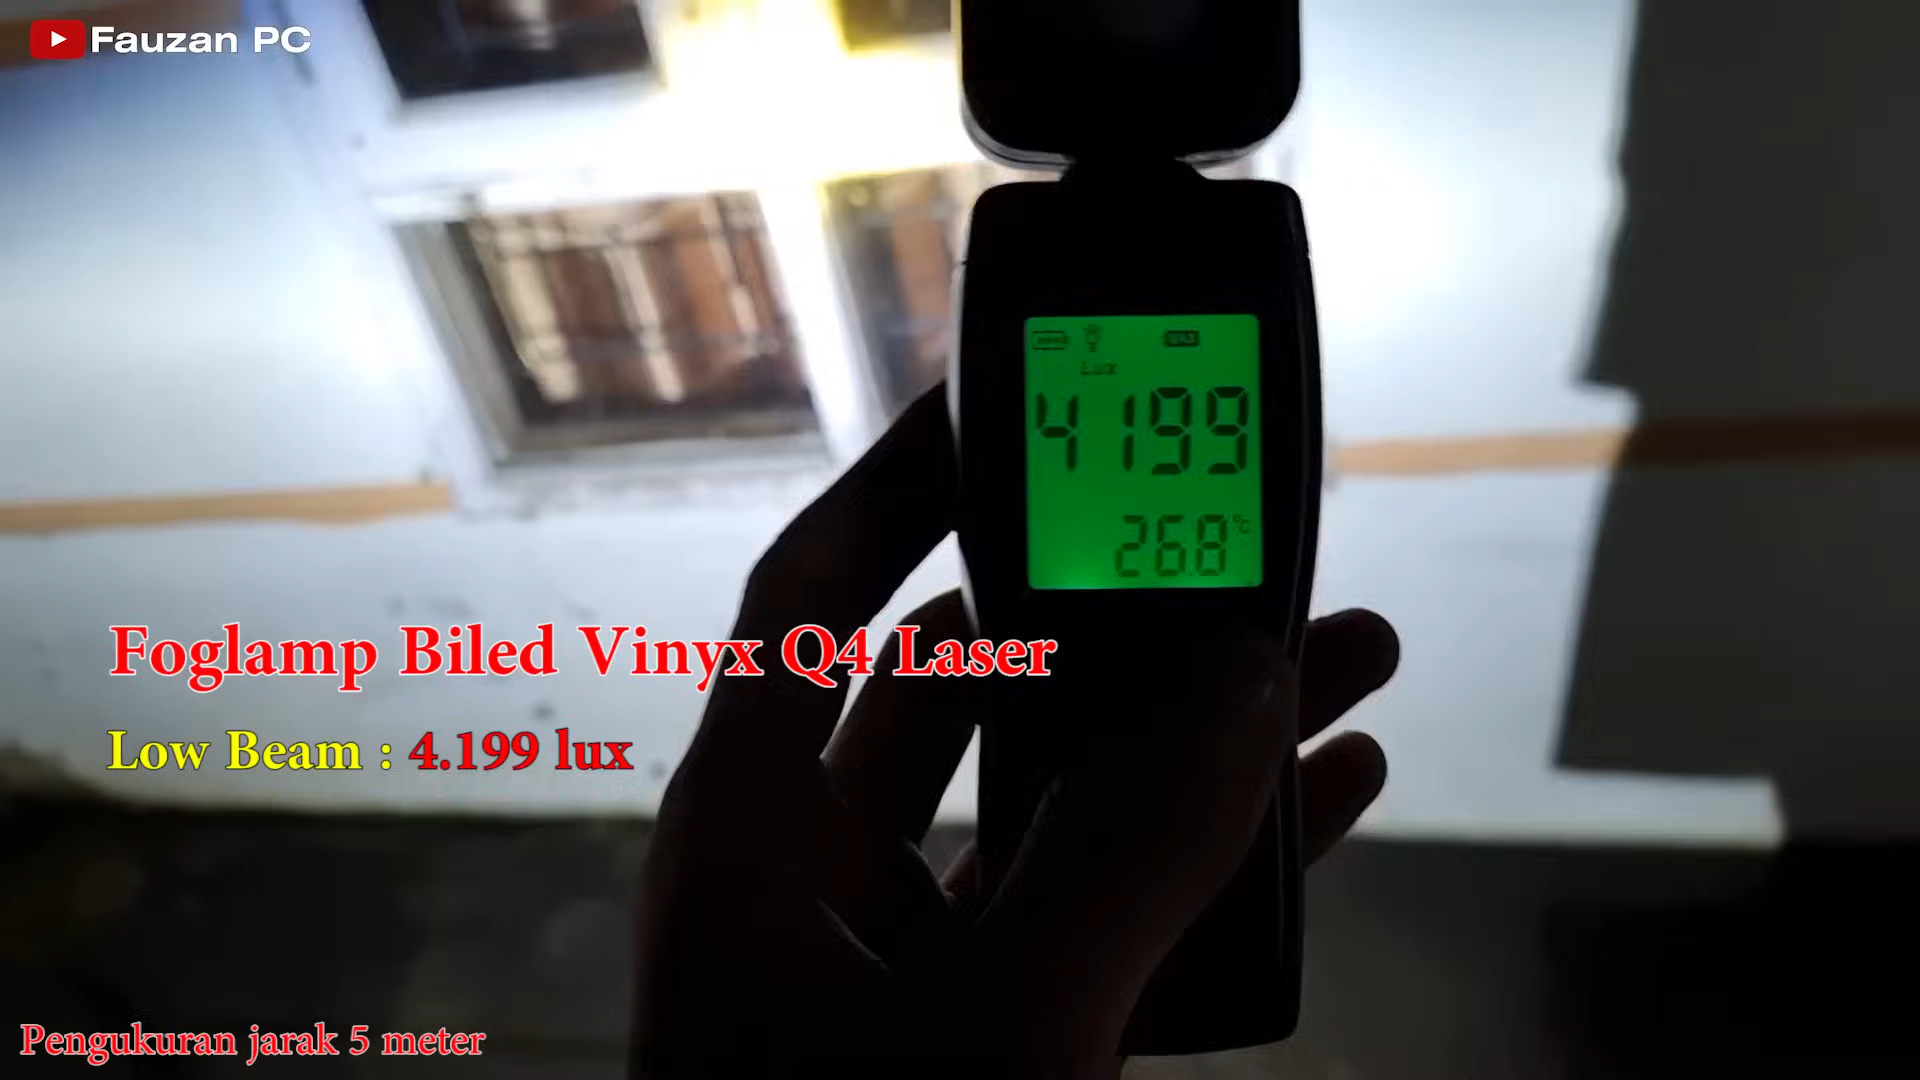 Fauzan PC
MAX
Lux
4199
26.8 °C
Foglamp Biled Vinyx Q4 Laser
Low Beam : 4.199 lux
Pengukuran jarak 5 meter